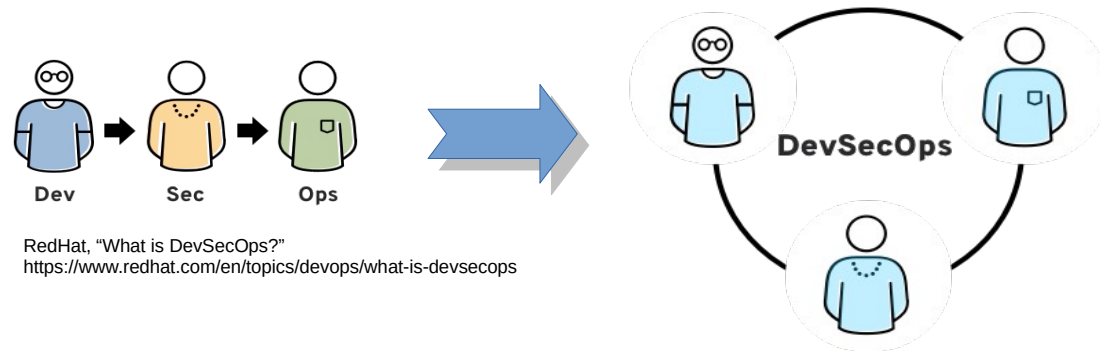 Dev
Sec
Ops
DevSecOps
RedHat, “What is DevSecOps?”
https://www.redhat.com/en/topics/devops/what-is-devsecops